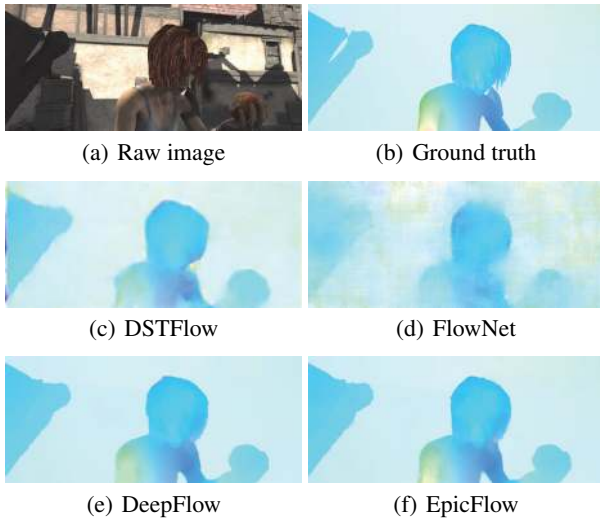 (a) Raw image
(b) Ground truth
(c) DSTFlow
(d) FlowNet
(e) DeepFlow
(f) EpicFlow